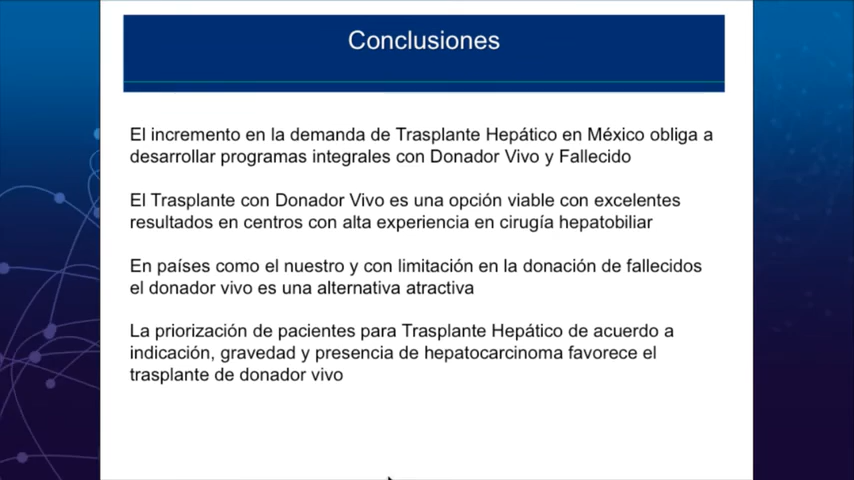 Conclusiones
El incremento en la demanda de Trasplante Hepático en México obliga a
desarrollar programas integrales con Donador Vivo y Fallecido
El Trasplante con Donador Vivo es una opción viable con excelentes
resultados en centros con alta experiencia en cirugía hepatobiliar
En países como el nuestro y con limitación en la donación de fallecidos
el donador vivo es una alternativa atractiva
La priorización de pacientes para Trasplante Hepático de acuerdo a
indicación, gravedad y presencia de hepatocarcinoma favorece el
trasplante de donador vivo